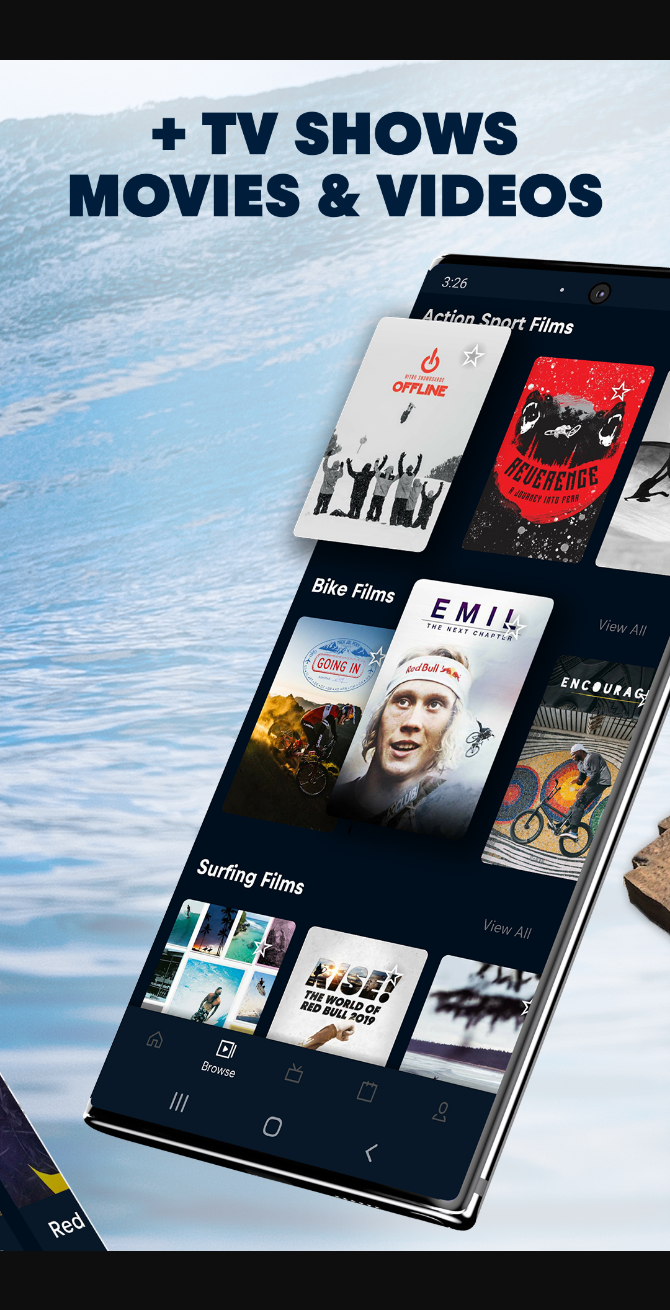 + TV SHOWS
MOVIES & VIDEOS
3:26
Action Sport Films
OFFLINE
REVERENCE
A JOURNEY INTO FEAR
Bike Films
View All
GOING IN
EMIL
THE NEXT CHAPTER
Red Bull
ENCOURAG
Surfing Films
View All
RISE!
THE WORLD OF
RED BULL 2019
Browse
Red